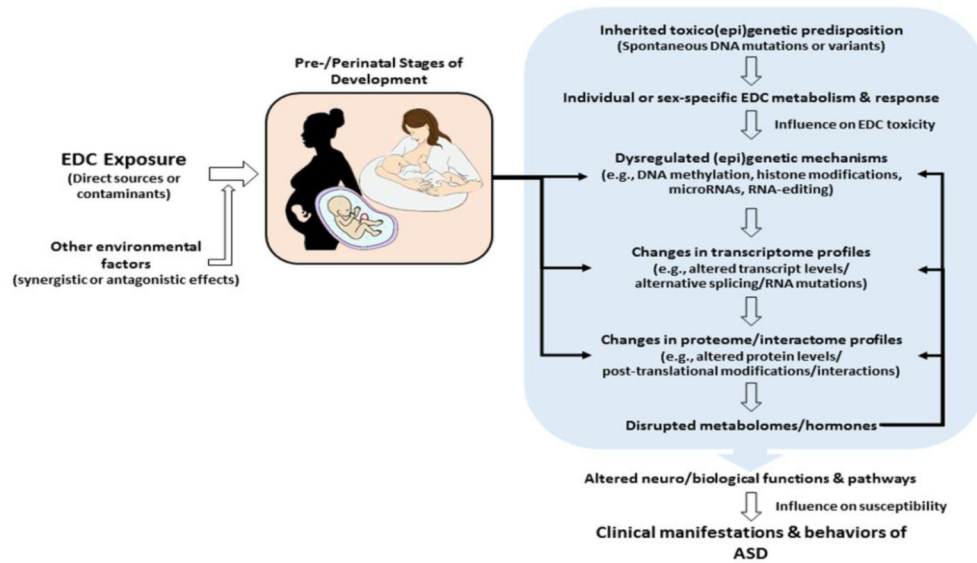 Pre-/Perinatal Stages of
Development
EDC Exposure
(Direct sources or
contaminants)
Other environmental
factors
(synergistic or antagonistic effects)
Inherited toxico(epi)genetic predisposition
(Spontaneous DNA mutations or variants)
Individual or sex-specific EDC metabolism & response
Influence on EDC toxicity
Dysregulated (epi)genetic mechanisms
(e.g., DNA methylation, histone modifications,
microRNAs, RNA-editing)
Changes in transcriptome profiles
(e.g., altered transcript levels/
alternative splicing/RNA mutations)
Changes in proteome/interactome profiles
(e.g., altered protein levels/
post-translational modifications/interactions)
Disrupted metabolomes/hormones
Altered neuro/biological functions & pathways
Influence on susceptibility
Clinical manifestations & behaviors of
ASD